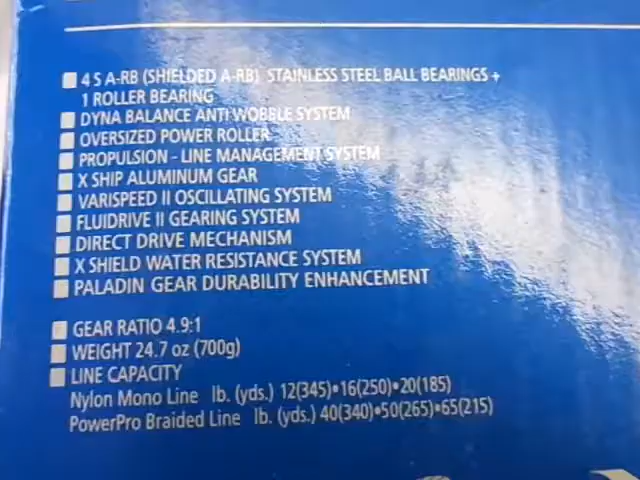 4 S A-RB (SHIELDED A-RB) STAINLESS STEEL BALL BEARINGS +
1 ROLLER BEARING
DYNA BALANCE ANTI WOBBLE SYSTEM
OVERSIZED POWER ROLLER
PROPULSION - LINE MANAGEMENT SYSTEM
X SHIP ALUMINUM GEAR
VARISPEED II OSCILLATING SYSTEM
FLUIDRIVE II GEARING SYSTEM
DIRECT DRIVE MECHANISM
X SHIELD WATER RESISTANCE SYSTEM
PALADIN GEAR DURABILITY ENHANCEMENT
GEAR RATIO 4.9:1
WEIGHT 24.7 oz (700g)
LINE CAPACITY
Nylon Mono Line lb. (yds.) 12(345)•16(250)•20(185)
PowerPro Braided Line lb. (yds.) 40(340)•50(265)•65(215)